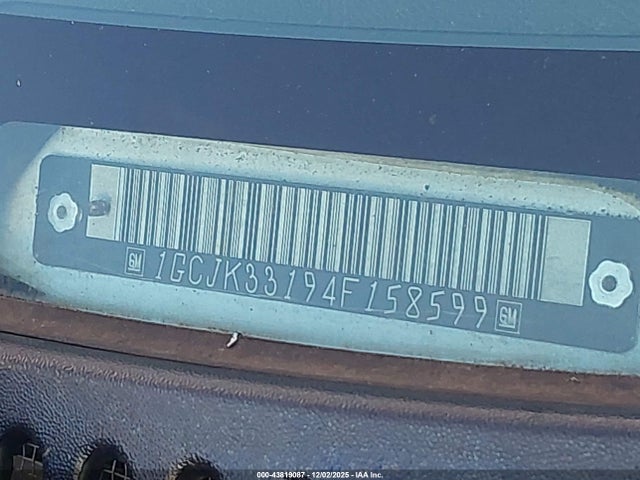 GM 1GCJK33194F158599 GM
000-43819087 - 12/02/2025 - IAA Inc.